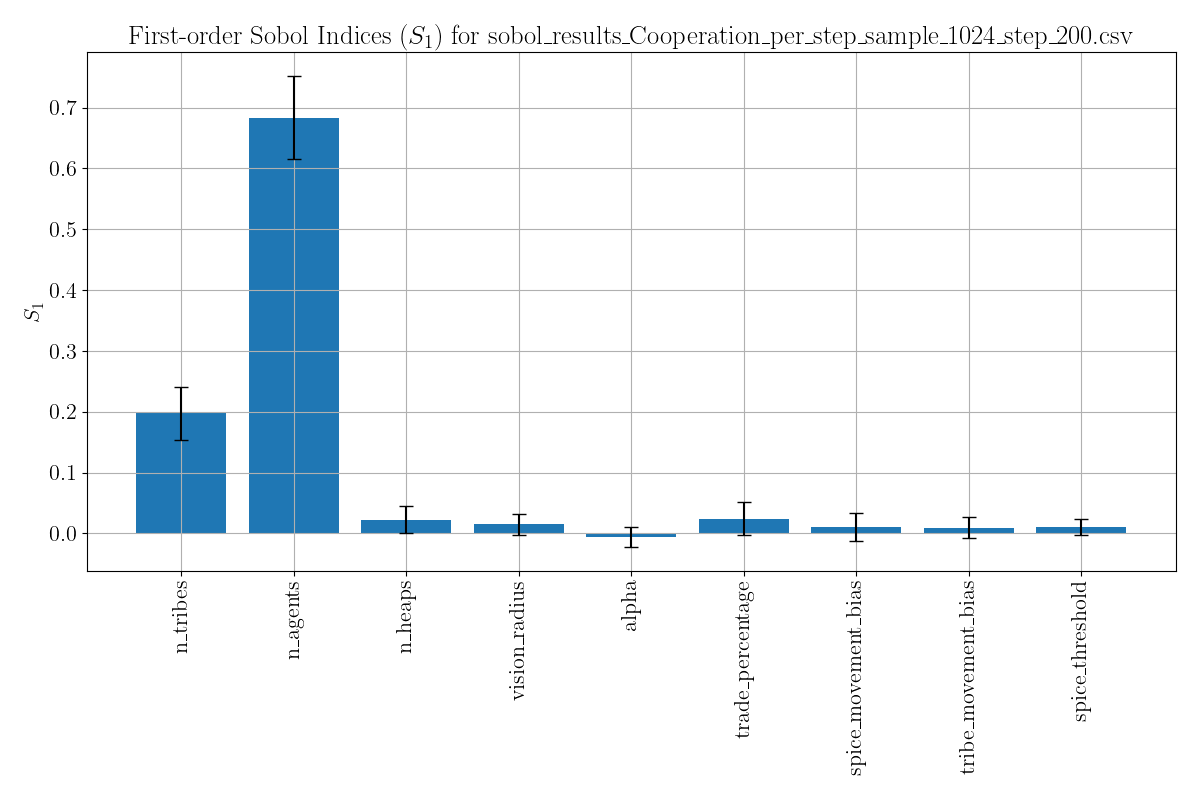 First-order Sobol Indices (S₁) for sobol_results_Cooperation_per_step_sample_1024_step_200.csv
0.7
0.6
0.5
0.4
0.3
0.2
0.1
0.0
S₁
n_tribes
n_agents
n_heaps
vision_radius
alpha
trade_percentage
spice_movement_bias
tribe_movement_bias
spice_threshold